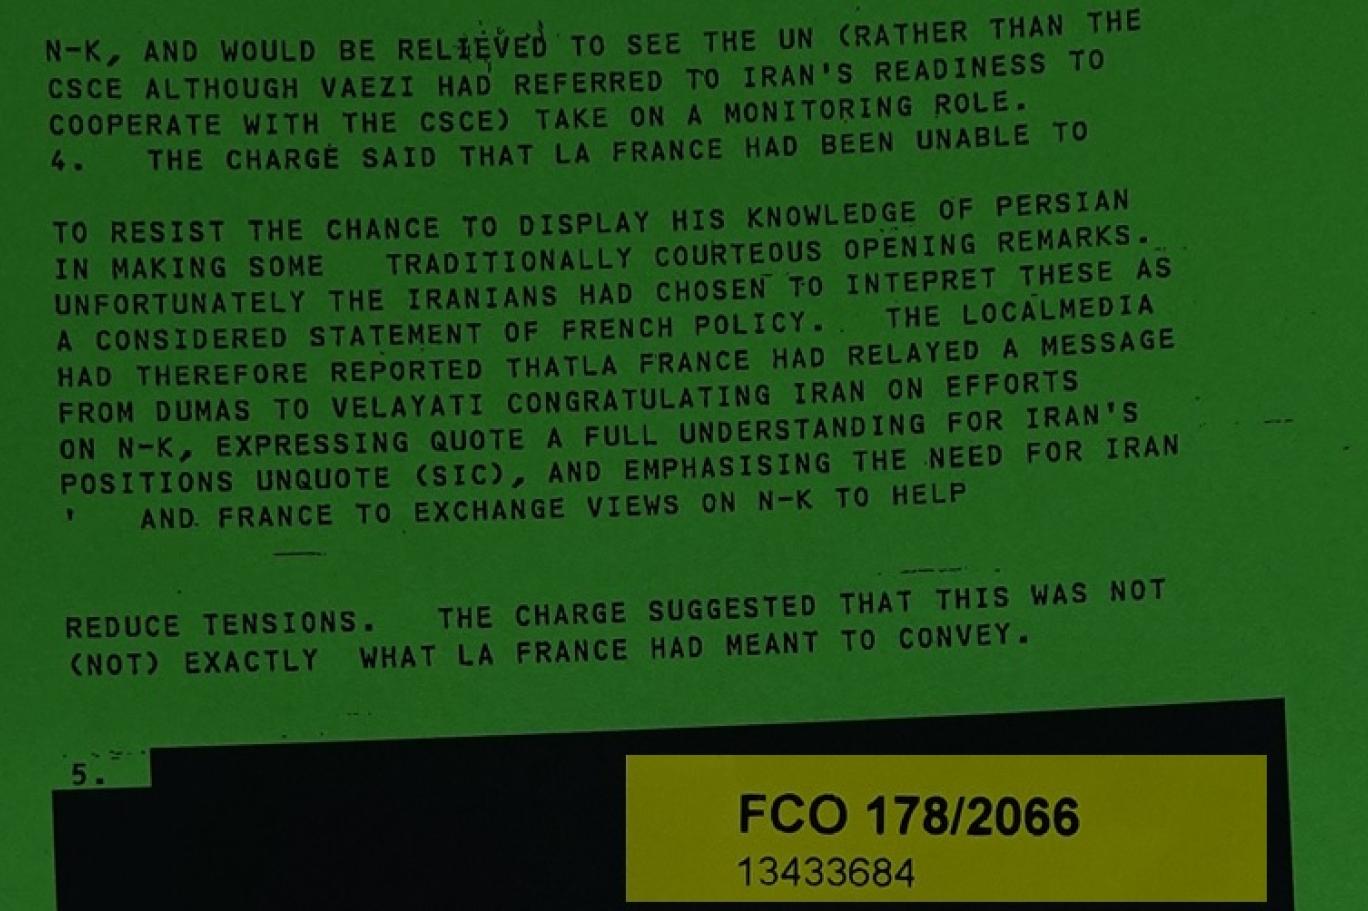 N-K, AND WOULD BE RELIEVED TO SEE THE UN (RATHER THAN THE
CSCE ALTHOUGH VAEZI HAD REFERRED TO IRAN'S READINESS TO
COOPERATE WITH THE CSCE) TAKE ON A MONITORING ROLE.
4. THE CHARGE SAID THAT LA FRANCE HAD BEEN UNABLE TO
TO RESIST THE CHANCE TO DISPLAY HIS KNOWLEDGE OF PERSIAN
IN MAKING SOME TRADITIONALLY COURTEOUS OPENING REMARKS.
UNFORTUNATELY THE IRANIANS HAD CHOSEN TO INTEPRET THESE AS
A CONSIDERED STATEMENT OF FRENCH POLICY. THE LOCALMEDIA
HAD THEREFORE REPORTED THATLA FRANCE HAD RELAYED A MESSAGE
FROM DUMAS TO VELAYATI CONGRATULATING IRAN ON EFFORTS
ON N-K, EXPRESSING QUOTE A FULL UNDERSTANDING FOR IRAN'S
POSITIONS UNQUOTE (SIC), AND EMPHASISING THE NEED FOR IRAN
' AND FRANCE TO EXCHANGE VIEWS ON N-K TO HELP
REDUCE TENSIONS. THE CHARGE SUGGESTED THAT THIS WAS NOT
(NOT) EXACTLY WHAT LA FRANCE HAD MEANT TO CONVEY.
5.
FCO 178/2066
13433684